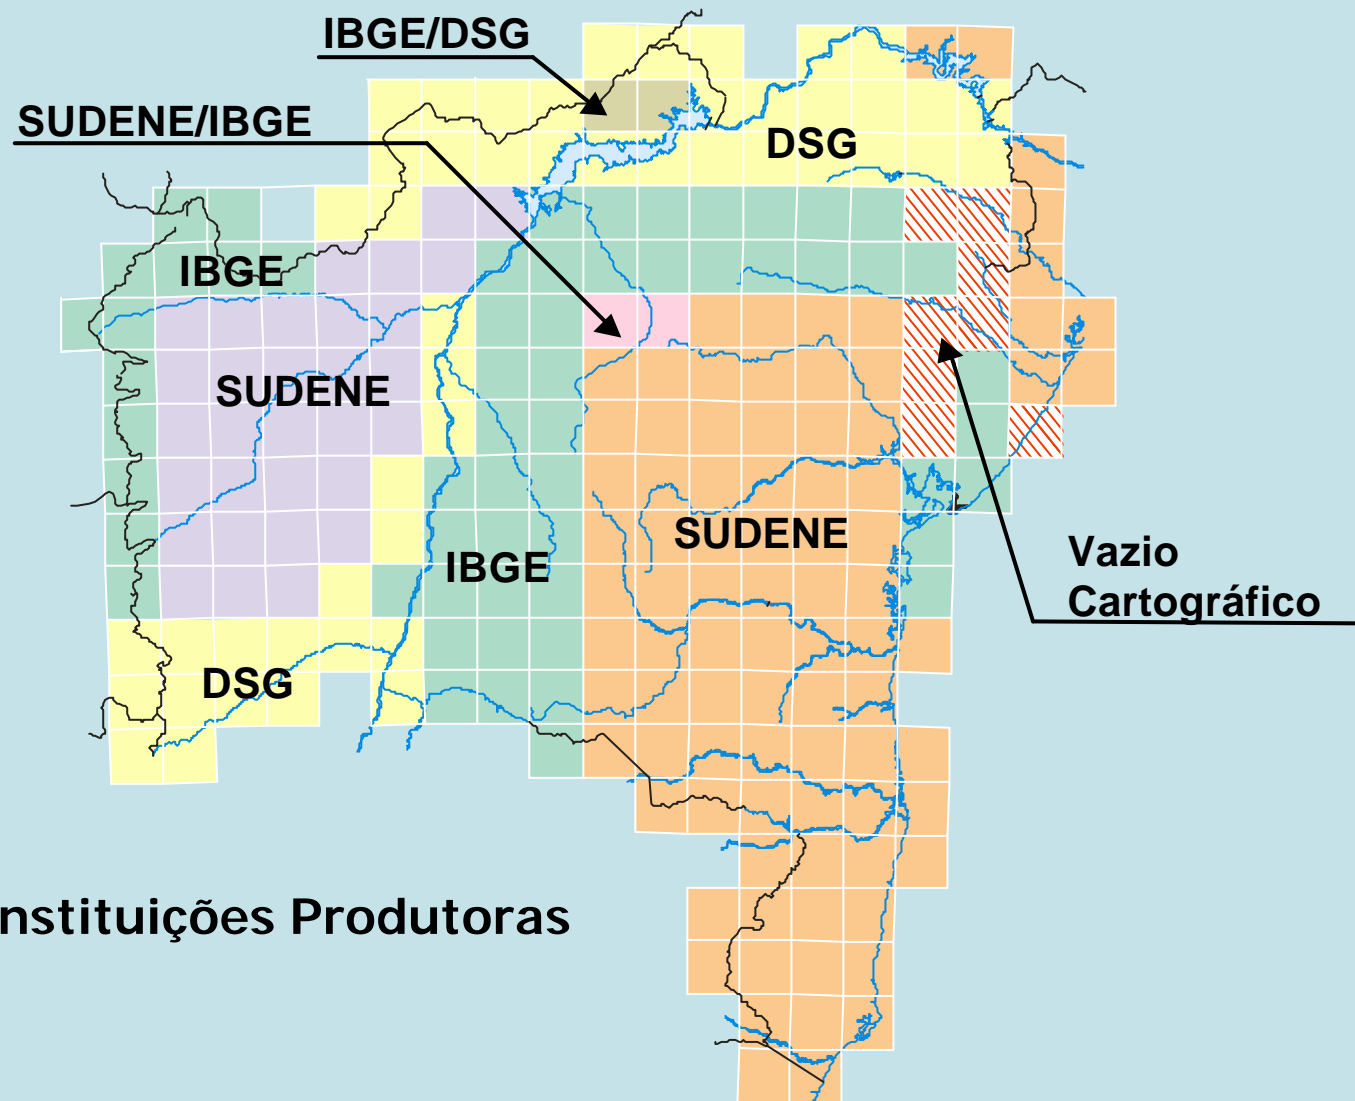 IBGE/DSG
SUDENE/IBGE
DSG
IBGE
SUDENE
SUDENE
IBGE
Vazio
Cartográfico
DSG
nstituições Produtoras